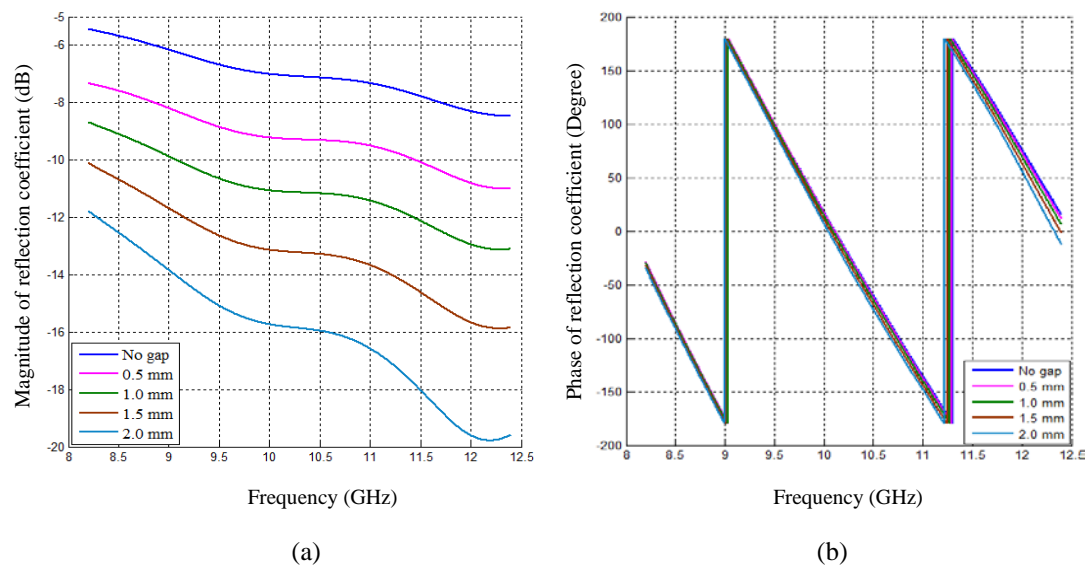 Magnitude of reflection coefficient (dB)
-5
-6
-8
-10
-12
-14
-16
-18
-20
8
8.5
9
9.5
10
10.5
11
11.5
12
12.5
No gap
0.5 mm
1.0 mm
1.5 mm
2.0 mm
Frequency (GHz)
(a)
Phase of reflection coefficient (Degree)
200
150
100
50
0
-50
-100
-150
-200
8
8.5
9
9.5
10
10.5
11
11.5
12
12.5
No gap
0.5 mm
1.0 mm
1.5 mm
2.0 mm
Frequency (GHz)
(b)